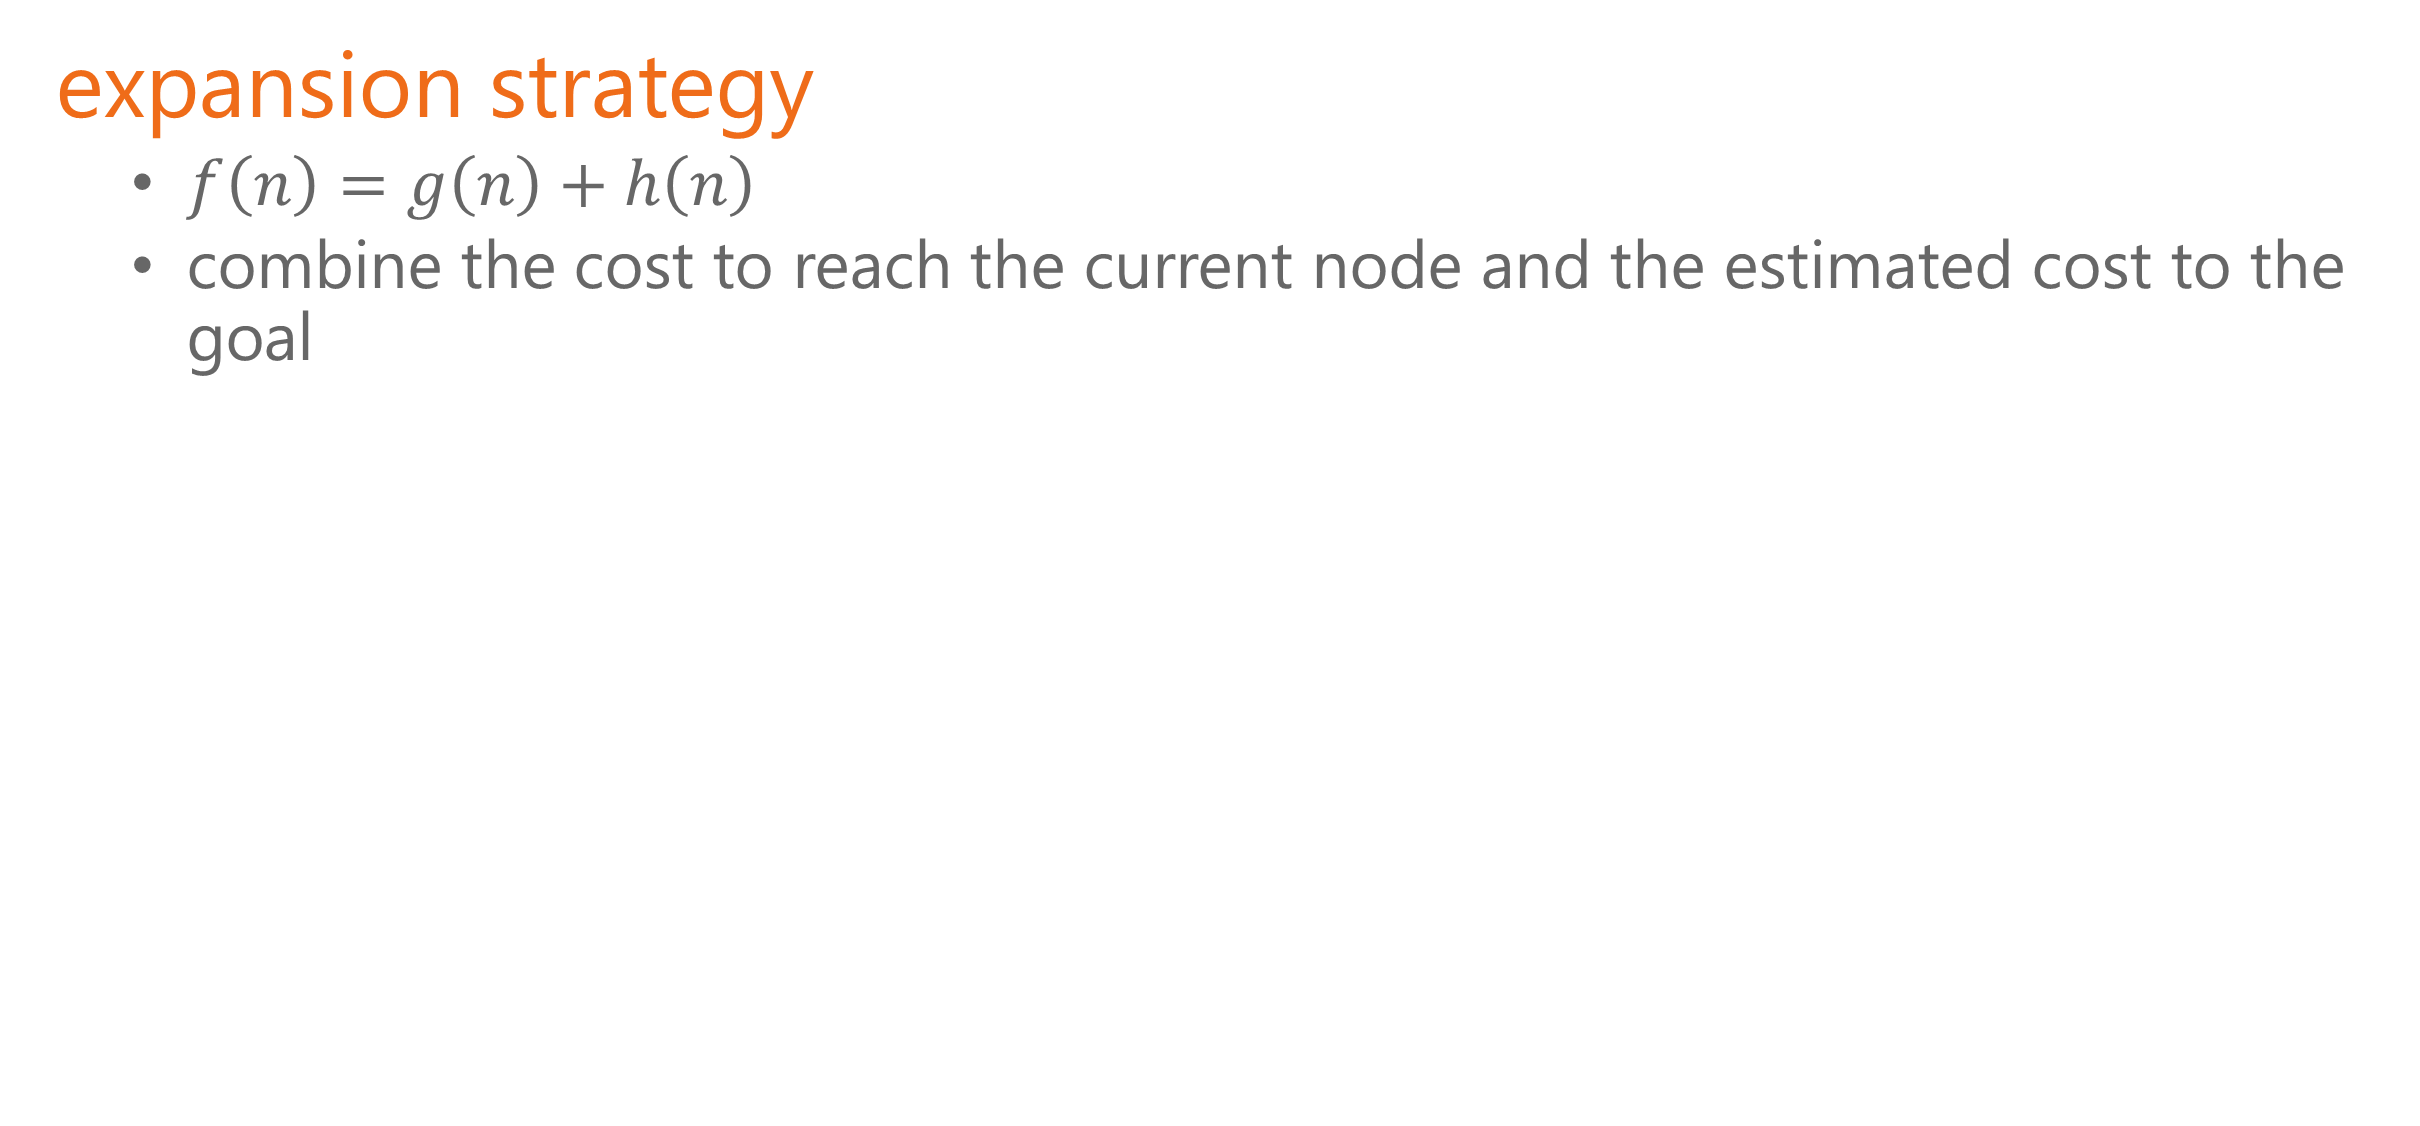 expansion strategy
• f(n) = g(n) + h(n)
• combine the cost to reach the current node and the estimated cost to the
goal